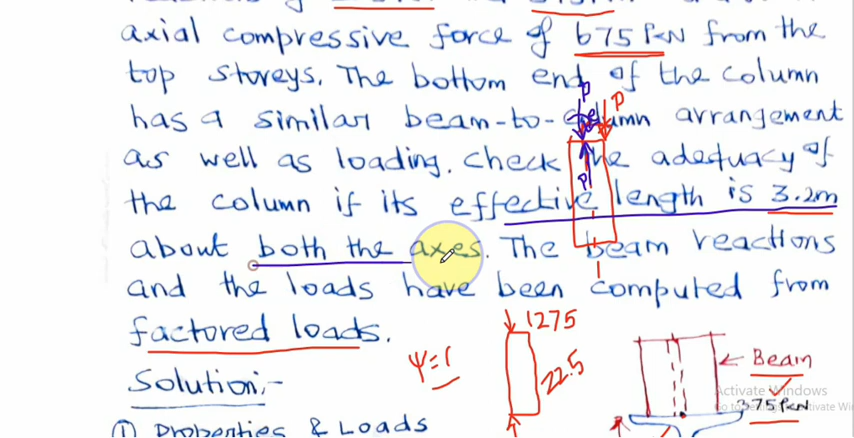 axial compressive force of 675 KN from the
top storeys. The bottom end of the column
has a similar beam-to-column arrangement
as well as loading. Check the adequacy of
the column if its effective length is 3.2m
about both the axes. The beam reactions
and the loads have been computed from
factored loads.
Solution:-
① Properties & Loads
P
P
P
e
Ψ=1
1275
22.5
Beam
375 KN
Activate Windows